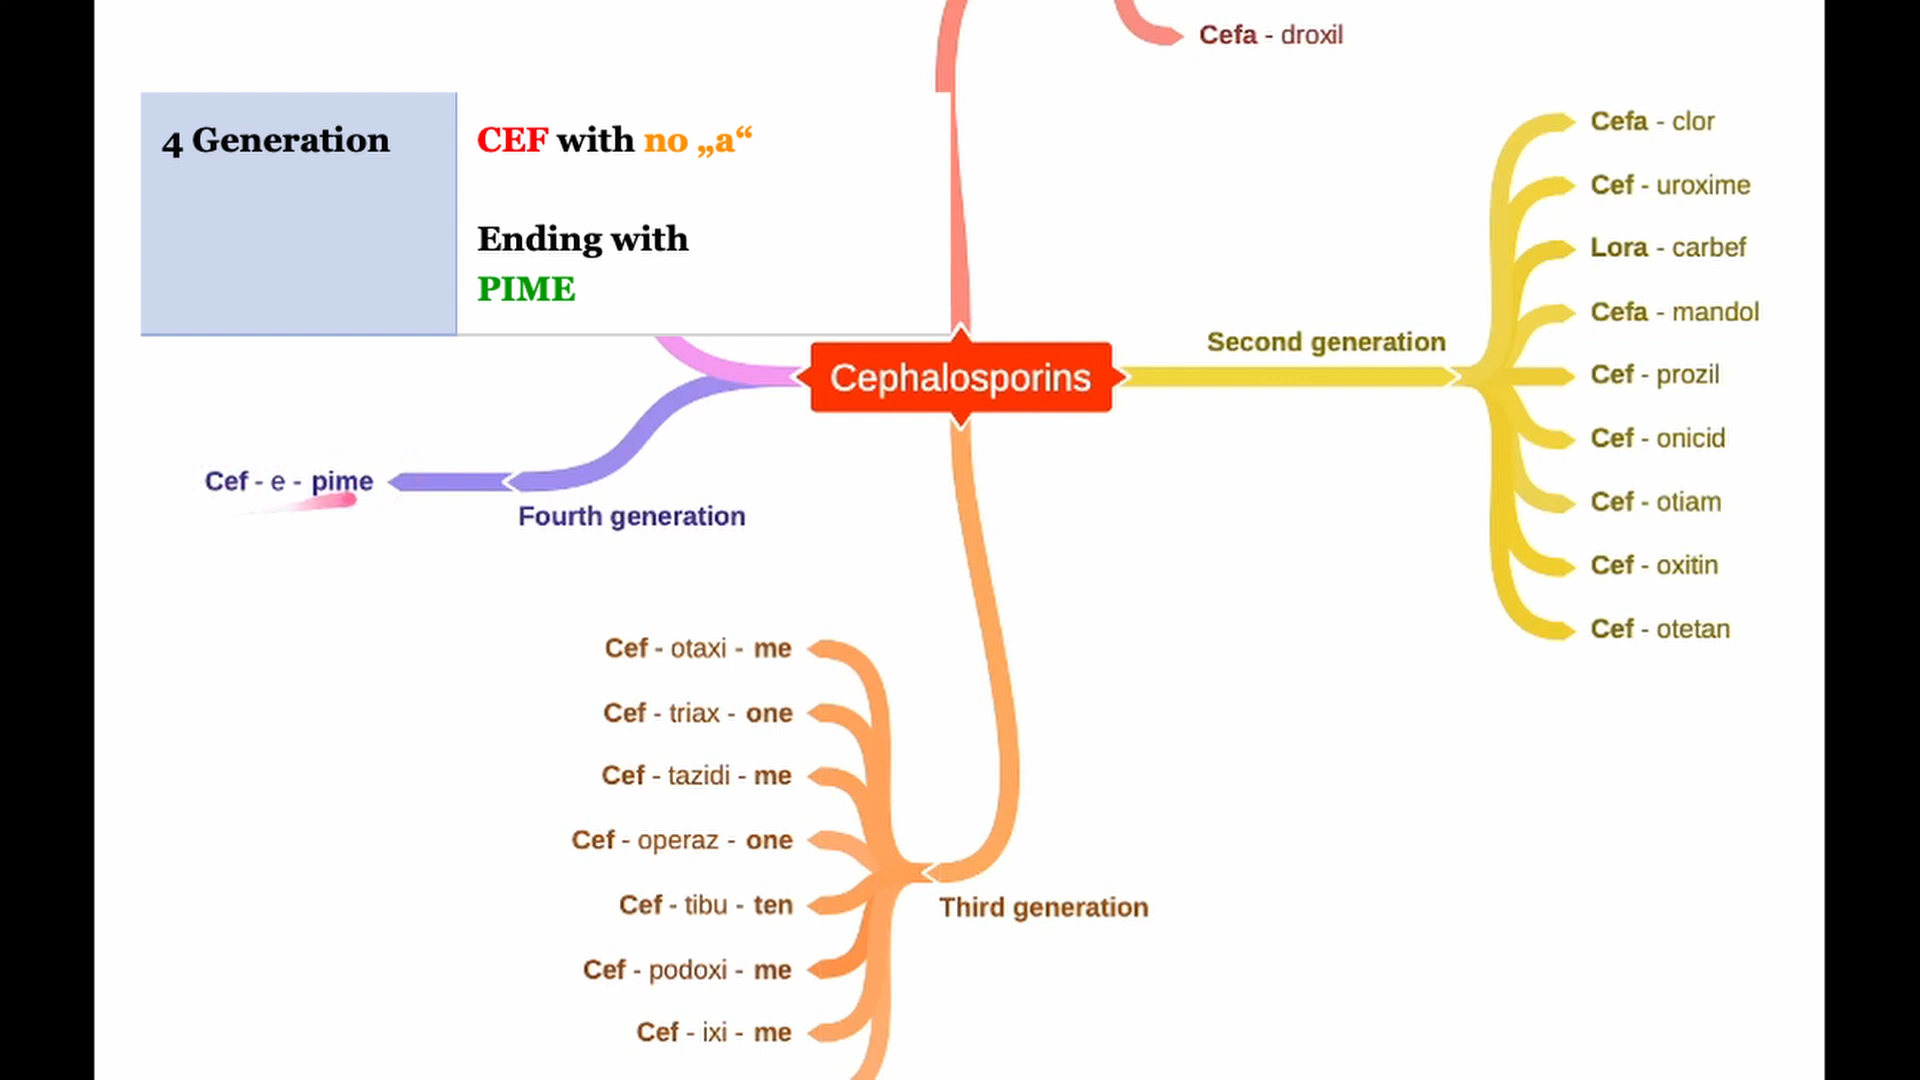 Cefa - droxil
4 Generation
CEF with no „a“
Ending with
PIME
Cephalosporins
Second generation
Cefa - clor
Cef - uroxime
Lora - carbef
Cefa - mandol
Cef - prozil
Cef - onicid
Cef - otiam
Cef - oxitin
Cef - otetan
Cef - e - pime
Fourth generation
Cef - otaxi - me
Cef - triax - one
Cef - tazidi - me
Cef - operaz - one
Cef - tibu - ten
Cef - podoxi - me
Cef - ixi - me
Third generation